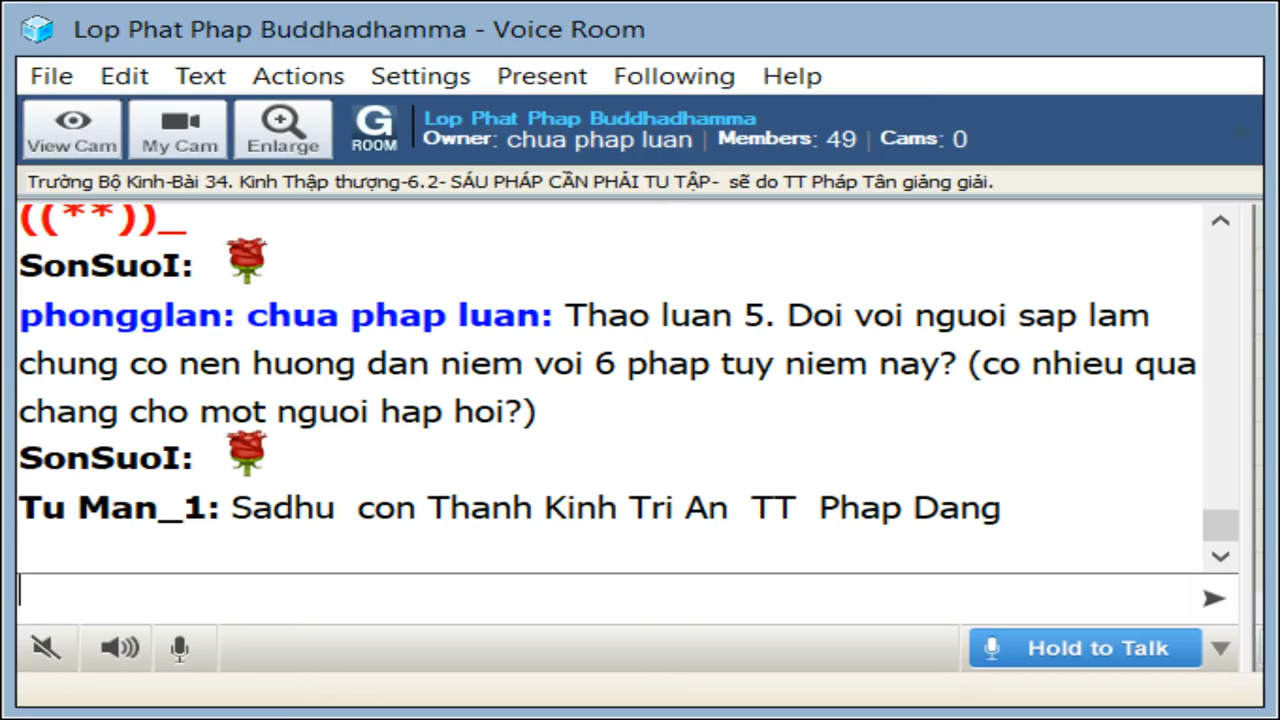 Lop Phat Phap Buddhadhamma - Voice Room
File Edit Text Actions Settings Present Following Help
View Cam My Cam Enlarge G ROOM
Lop Phat Phap Buddhadhamma
Owner: chua phap luan | Members: 49 | Cams: 0
Trường Bộ Kinh-Bài 34. Kinh Thập thượng-6.2- SÁU PHÁP CẦN PHẢI TU TẬP- sẽ do TT Pháp Tân giảng giải.
((**))_
SonSuoI:
phongglan: chua phap luan: Thao luan 5. Doi voi nguoi sap lam
chung co nen huong dan niem voi 6 phap tuy niem nay? (co nhieu qua
chang cho mot nguoi hap hoi?)
SonSuoI:
Tu Man_1: Sadhu con Thanh Kinh Tri An TT Phap Dang
Hold to Talk